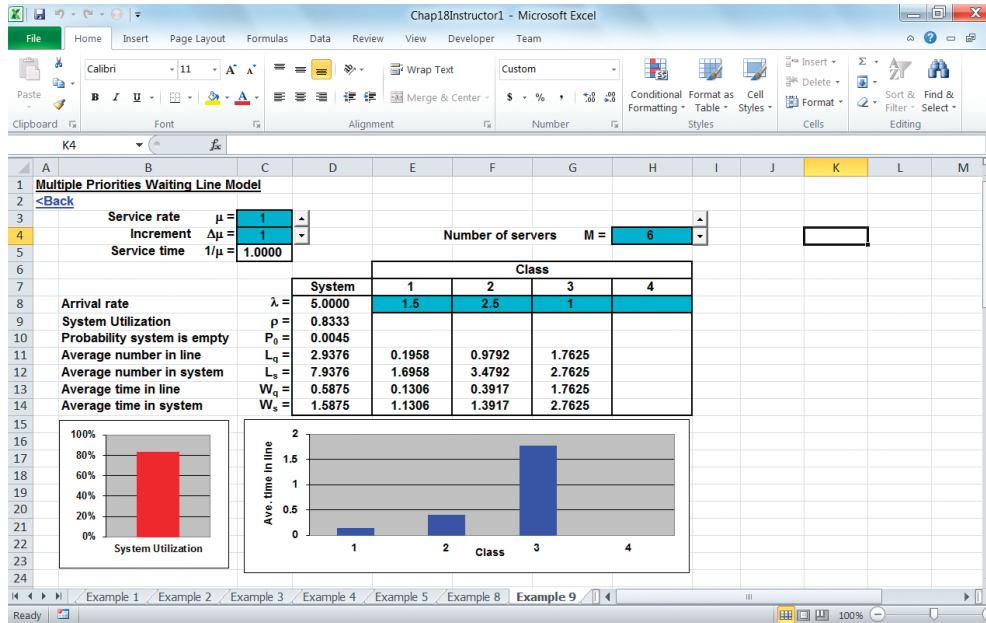 Chap18Instructor1 - Microsoft Excel
File Home Insert Page Layout Formulas Data Review View Developer Team
Calibri 11 A A Wrap Text Custom Insert Σ
Paste B I U A Merge & Center $ % , Conditional Formatting Format as Table Cell Styles Delete Format Sort & Filter Find & Select
Clipboard Font Alignment Number Styles Cells Editing
K4 fx
A B C D E F G H I J K L M
1 Multiple Priorities Waiting Line Model
2 <Back
3 Service rate μ = 1
4 Increment Δμ = 1 Number of servers M = 6
5 Service time 1/μ = 1.0000
6 Class
7 System 1 2 3 4
8 Arrival rate λ = 5.0000 1.5 2.5 1
9 System Utilization ρ = 0.8333
10 Probability system is empty P0 = 0.0045
11 Average number in line Lq = 2.9376 0.1958 0.9792 1.7625
12 Average number in system Ls = 7.9376 1.6958 3.4792 2.7625
13 Average time in line Wq = 0.5875 0.1306 0.3917 1.7625
14 Average time in system Ws = 1.5875 1.1306 1.3917 2.7625
15
16
17
18
19
20
21
22
23
24
100%
80%
60%
40%
20%
0%
System Utilization
Ave. time in line
2
1.5
1
0.5
0
1 2 3 4
Class
Example 1 Example 2 Example 3 Example 4 Example 5 Example 8 Example 9
Ready 100%